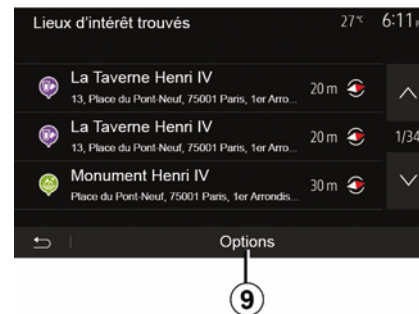 Lieux d'intérêt trouvés 27°c 6:11
La Taverne Henri IV
13, Place du Pont-Neuf, 75001 Paris, 1er Arro... 20 m
1/34
La Taverne Henri IV
13, Place du Pont-Neuf, 75001 Paris, 1er Arro... 20 m
Monument Henri IV
Place du Pont-Neuf, 75001 Paris, 1er Arrondis... 30 m
Options
9